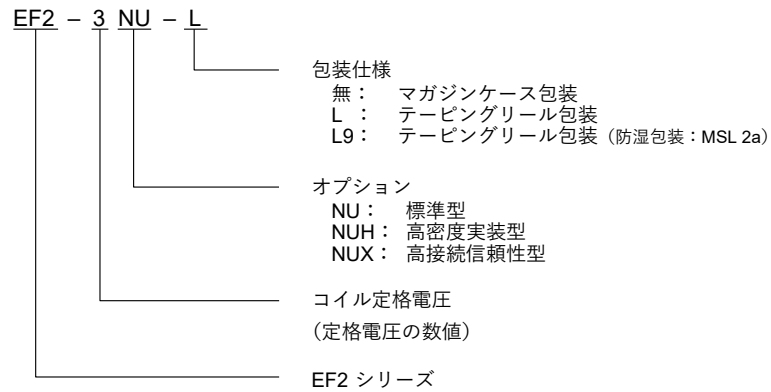 EF2 – 3 NU – L
包装仕様
無： マガジンケース包装
L ： テーピングリール包装
L9： テーピングリール包装（防湿包装：MSL 2a）
オプション
NU： 標準型
NUH： 高密度実装型
NUX： 高接続信頼性型
コイル定格電圧
（定格電圧の数値）
EF2 シリーズ